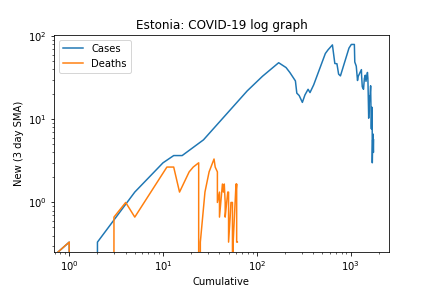 Estonia: COVID-19 log graph
Cases
Deaths
New (3 day SMA)
10²
10¹
10⁰
10⁰
10¹
10²
10³
Cumulative